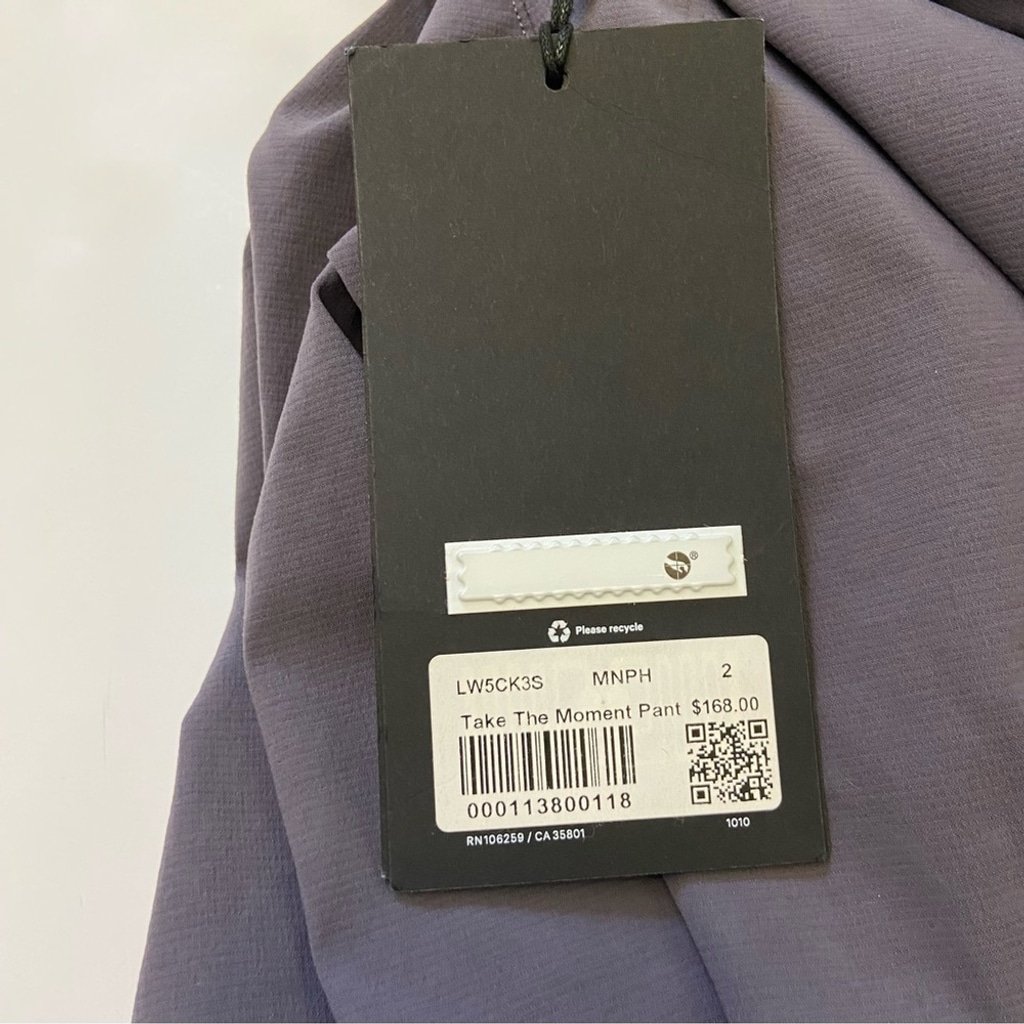 ®
Please recycle
LW5CK3S MNPH 2
Take The Moment Pant $168.00
000113800118
RN106259 / CA 35801 1010